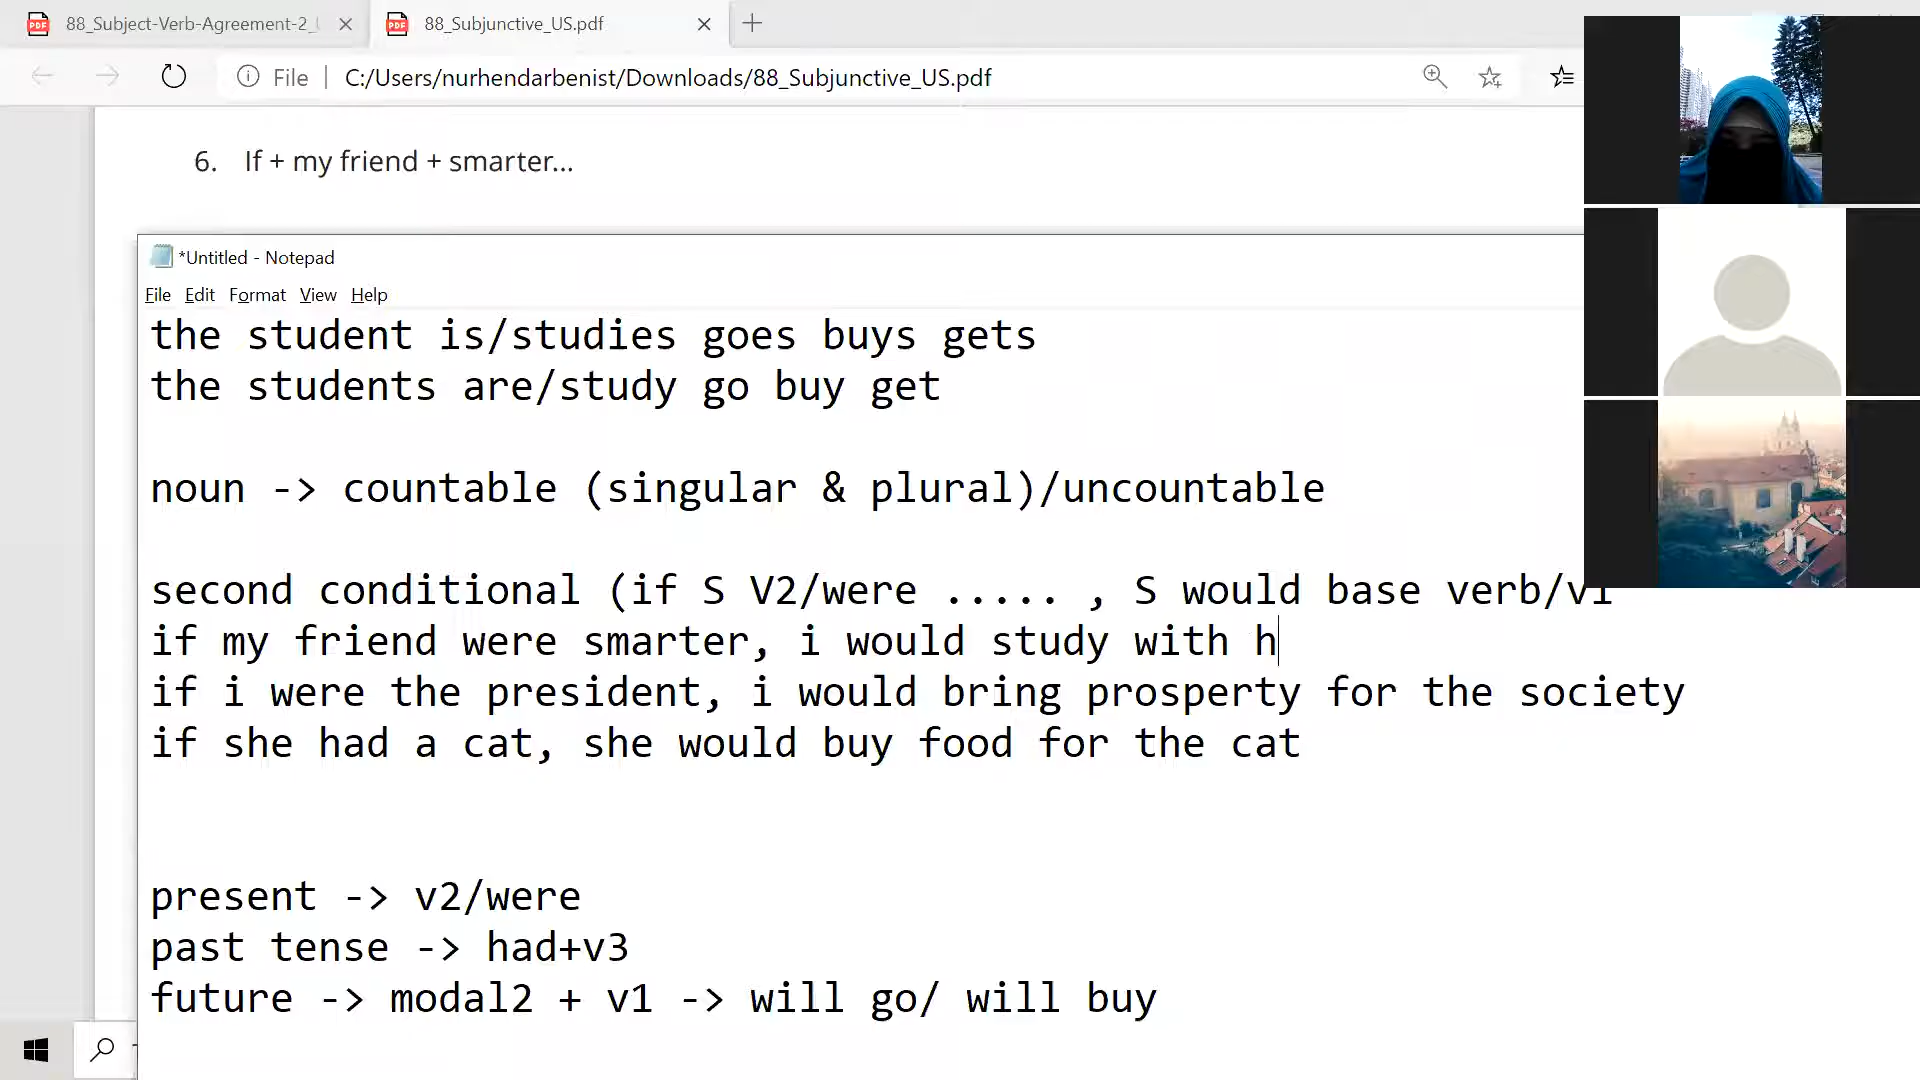 88_Subject-Verb-Agreement-2_
88_Subjunctive_US.pdf
File | C:/Users/nurhendarbenist/Downloads/88_Subjunctive_US.pdf
6. If + my friend + smarter...
*Untitled - Notepad
File Edit Format View Help
the student is/studies goes buys gets
the students are/study go buy get
noun -> countable (singular & plural)/uncountable
second conditional (if S V2/were ..... , S would base verb/v1
if my friend were smarter, i would study with h
if i were the president, i would bring prosperty for the society
if she had a cat, she would buy food for the cat
present -> v2/were
past tense -> had+v3
future -> modal2 + v1 -> will go/ will buy